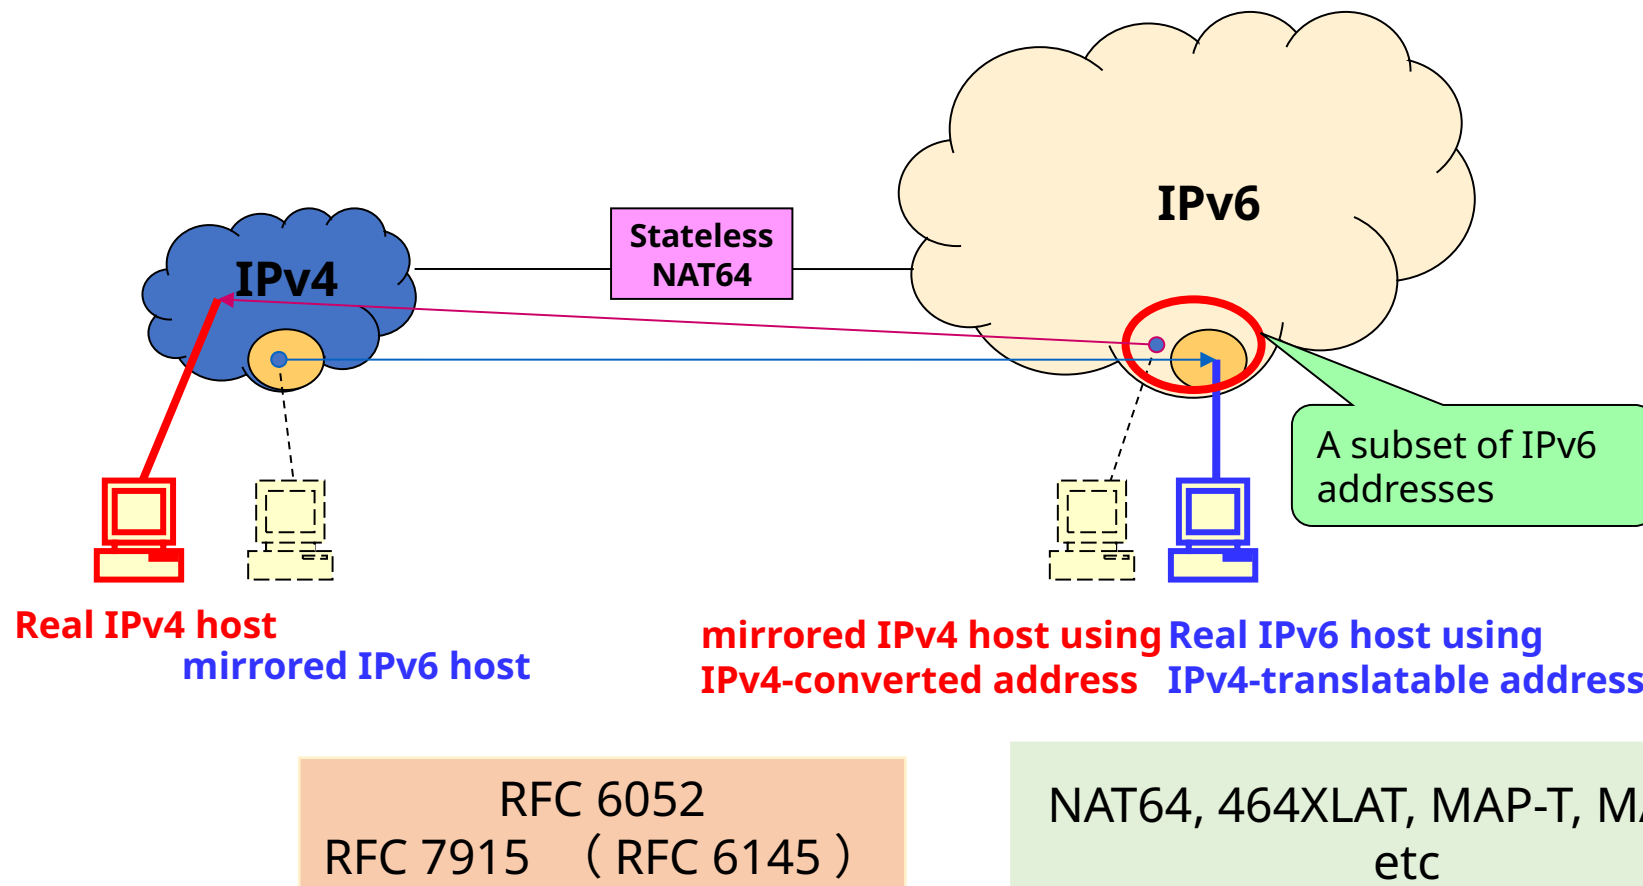 IPv6
Stateless
NAT64
IPv4
A subset of IPv6
addresses
Real IPv4 host
mirrored IPv6 host
mirrored IPv4 host using
IPv4-converted address
Real IPv6 host using
IPv4-translatable address
RFC 6052
RFC 7915 （RFC 6145）
NAT64, 464XLAT, MAP-T,
etc